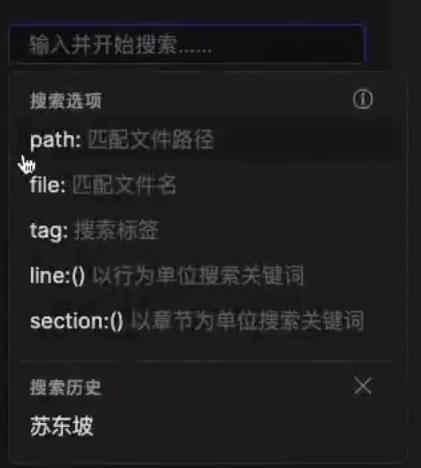 输入并开始搜索......
搜索选项
path: 匹配文件路径
file: 匹配文件名
tag: 搜索标签
line:() 以行为单位搜索关键词
section:() 以章节为单位搜索关键词
搜索历史
苏东坡